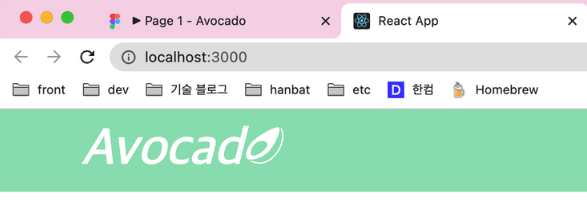 ▶ Page 1 - Avocado
React App
localhost:3000
front dev 기술 블로그 hanbat etc D 한컴 Homebrew
Avocado